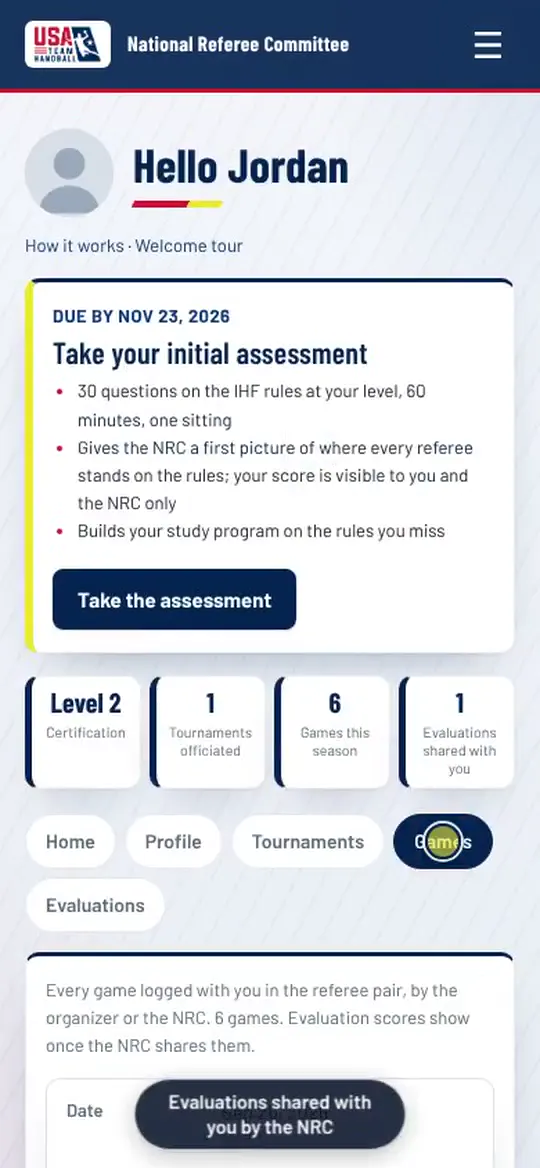 USA
TEAM
HANDBALL
National Referee Committee
Hello Jordan
How it works · Welcome tour
DUE BY NOV 23, 2026
Take your initial assessment
• 30 questions on the IHF rules at your level, 60
minutes, one sitting
• Gives the NRC a first picture of where every referee
stands on the rules; your score is visible to you and
the NRC only
• Builds your study program on the rules you miss
Take the assessment
Level 2
Certification
1
Tournaments
officiated
6
Games this
season
1
Evaluations
shared with
you
Home
Profile
Tournaments
Games
Evaluations
Every game logged with you in the referee pair, by the
organizer or the NRC. 6 games. Evaluation scores show
once the NRC shares them.
Date
Evaluations shared with
you by the NRC